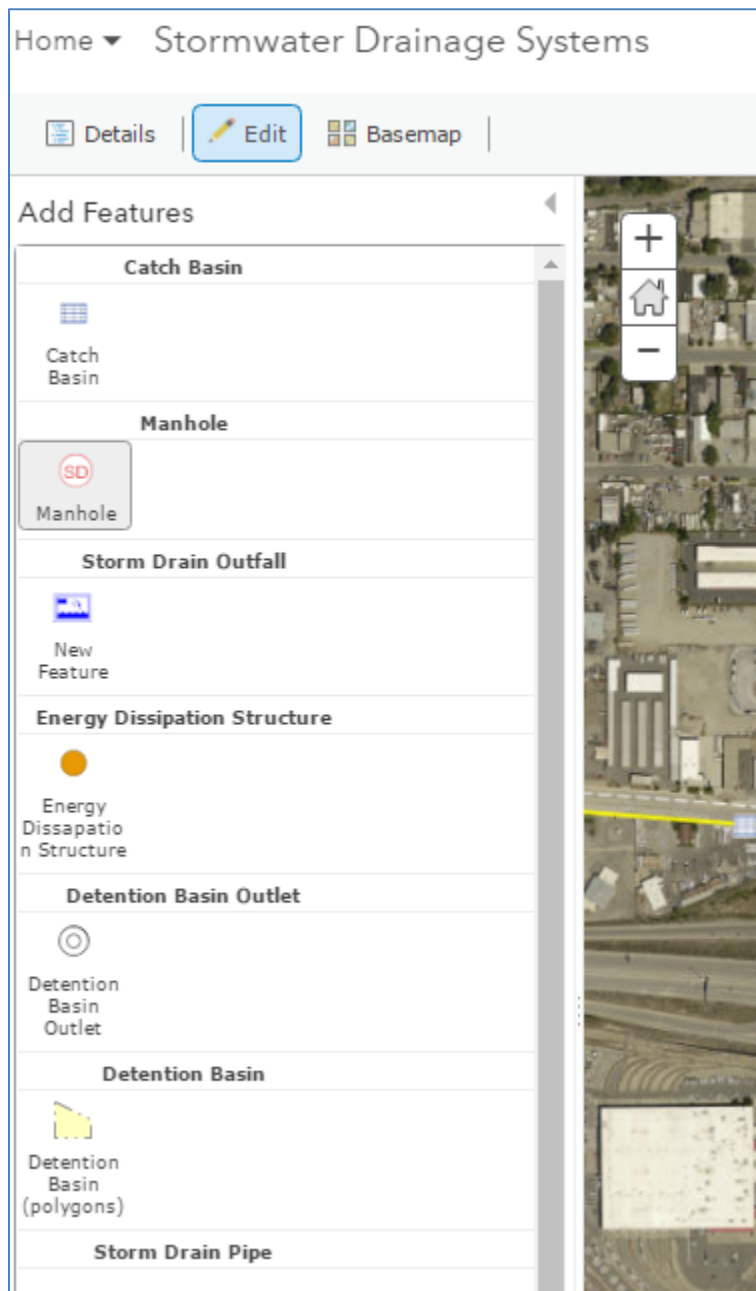 Home Stormwater Drainage Systems
Details Edit Basemap
Add Features
Catch Basin
Catch
Basin
Manhole
SD
Manhole
Storm Drain Outfall
New
Feature
Energy Dissipation Structure
Energy
Dissapatio
n Structure
Detention Basin Outlet
Detention
Basin
Outlet
Detention Basin
Detention
Basin
(polygons)
Storm Drain Pipe